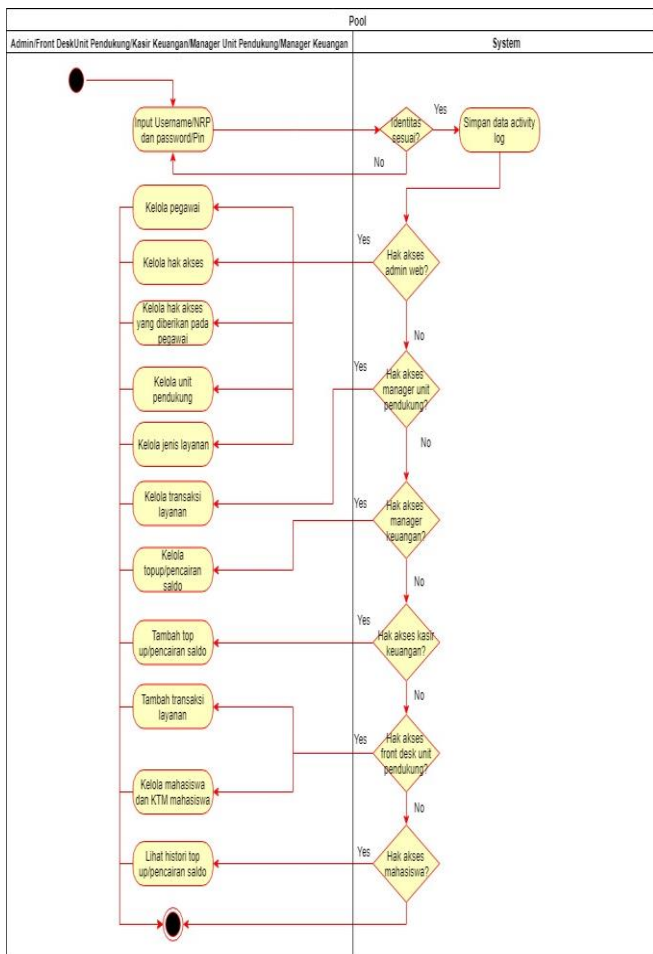 Pool
Admin/Front DeskUnit Pendukung/Kasir Keuangan/Manager Unit Pendukung/Manager Keuangan
System
Input Username/NRP
dan password/Pin
Identitas
sesuai?
Yes
Simpan data activity
log
No
Kelola pegawai
Kelola hak akses
Yes
Hak akses
admin web?
Kelola hak akses
yang diberikan pada
pegawai
No
Kelola unit
pendukung
Yes
Hak akses
manager unit
pendukung?
Kelola jenis layanan
No
Kelola transaksi
layanan
Yes
Hak akses
manager
keuangan?
Kelola
topup/pencairan
saldo
No
Tambah top
up/pencairan saldo
Yes
Hak akses kasir
keuangan?
Tambah transaksi
layanan
No
Yes
Hak akses
front desk unit
pendukung?
Kelola mahasiswa
dan KTM mahasiswa
No
Lihat histori top
up/pencairan saldo
Yes
Hak akses
mahasiswa?